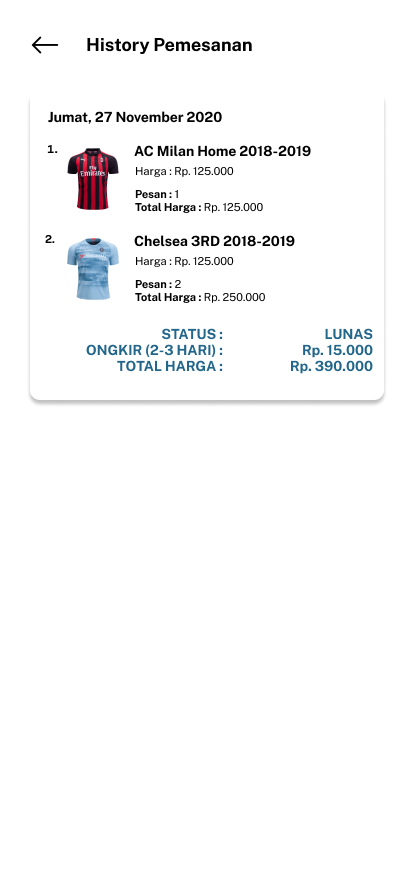 History Pemesanan
Jumat, 27 November 2020
1.
AC Milan Home 2018-2019
Harga : Rp. 125.000
Pesan : 1
Total Harga : Rp. 125.000
Fly
Emirates
2.
Chelsea 3RD 2018-2019
Harga : Rp. 125.000
Pesan : 2
Total Harga : Rp. 250.000
STATUS : LUNAS
ONGKIR (2-3 HARI) : Rp. 15.000
TOTAL HARGA : Rp. 390.000